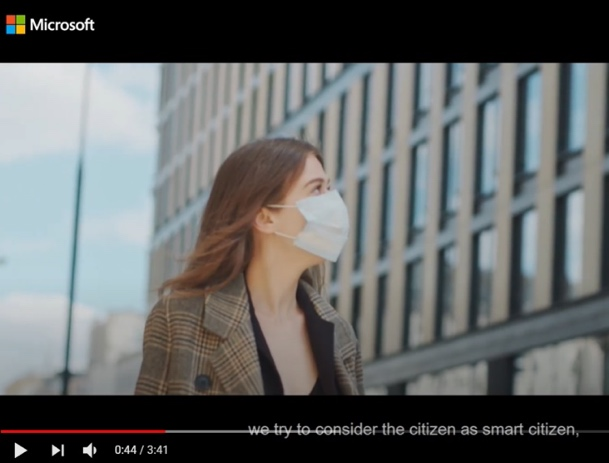 Microsoft
we try to consider the citizen as smart citizen,
0:44 / 3:41